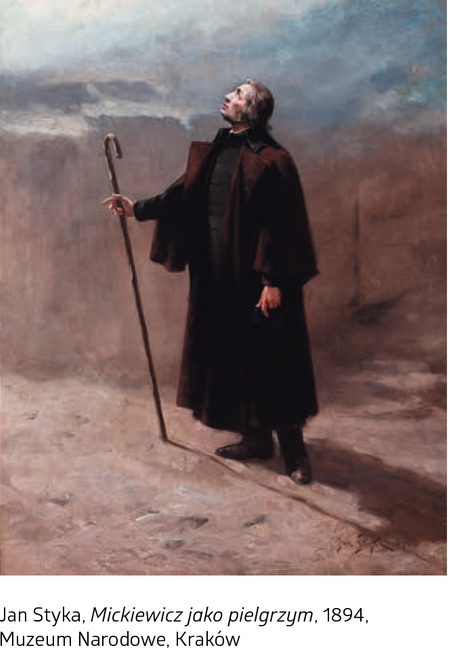 Jan Styka, Mickiewicz jako pielgrzym, 1894,
Muzeum Narodowe, Kraków